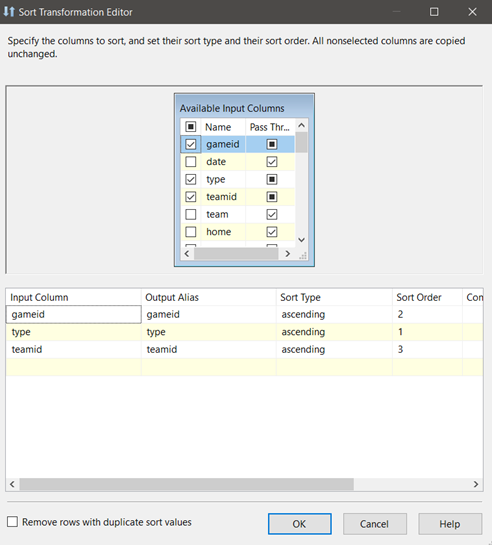 Sort Transformation Editor
Specify the columns to sort, and set their sort type and their sort order. All nonselected columns are copied
unchanged.
Available Input Columns
Name Pass Thr...
gameid
date
type
teamid
team
home
Input Column Output Alias Sort Type Sort Order Con
gameid gameid ascending 2
type type ascending 1
teamid teamid ascending 3
Remove rows with duplicate sort values
OK Cancel Help